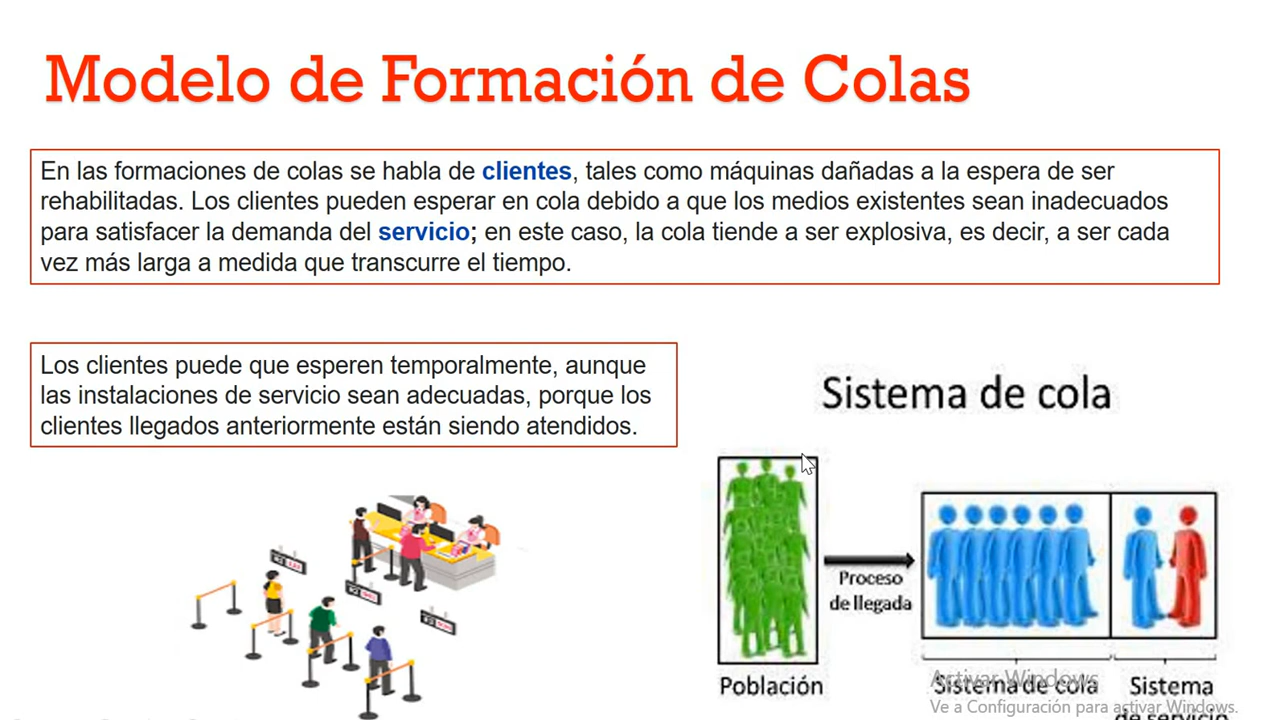 Modelo de Formación de Colas
En las formaciones de colas se habla de clientes, tales como máquinas dañadas a la espera de ser
rehabilitadas. Los clientes pueden esperar en cola debido a que los medios existentes sean inadecuados
para satisfacer la demanda del servicio; en este caso, la cola tiende a ser explosiva, es decir, a ser cada
vez más larga a medida que transcurre el tiempo.
Los clientes puede que esperen temporalmente, aunque
las instalaciones de servicio sean adecuadas, porque los
clientes llegados anteriormente están siendo atendidos.
Sistema de cola
Proceso
de llegada
Población
Sistema de cola
Sistema
de servicio
Activar Windows
Ve a Configuración para activar Windows.